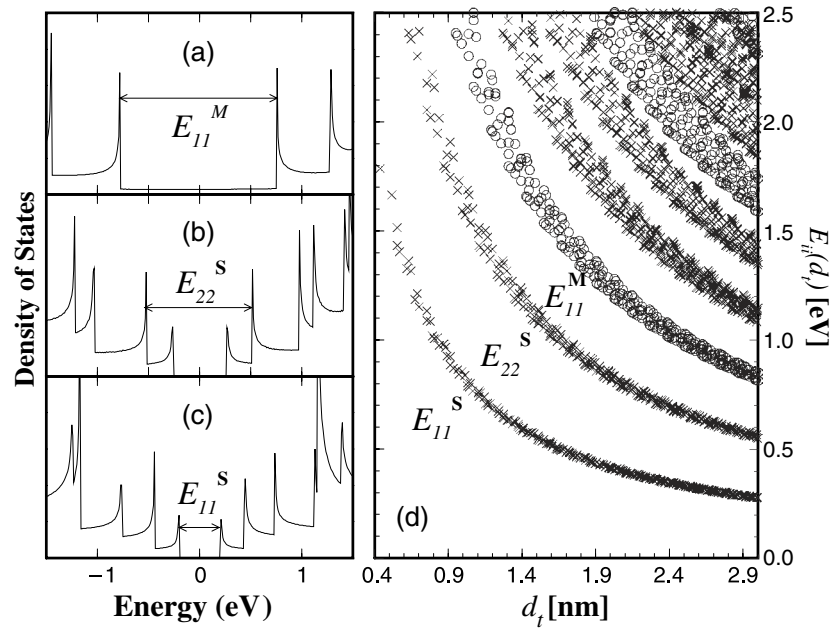 Density of States
(a)
E₁₁ᴹ
(b)
E₂₂ˢ
(c)
E₁₁ˢ
−1 0 1
Energy (eV)
2.5
2.0
1.5
1.0
0.5
0.0
E₁₁ᴹ
E₂₂ˢ
E₁₁ˢ
(d)
0.4 0.9 1.4 1.9 2.4 2.9
dₜ [nm]
Eᵢᵢ(dₜ) [eV]